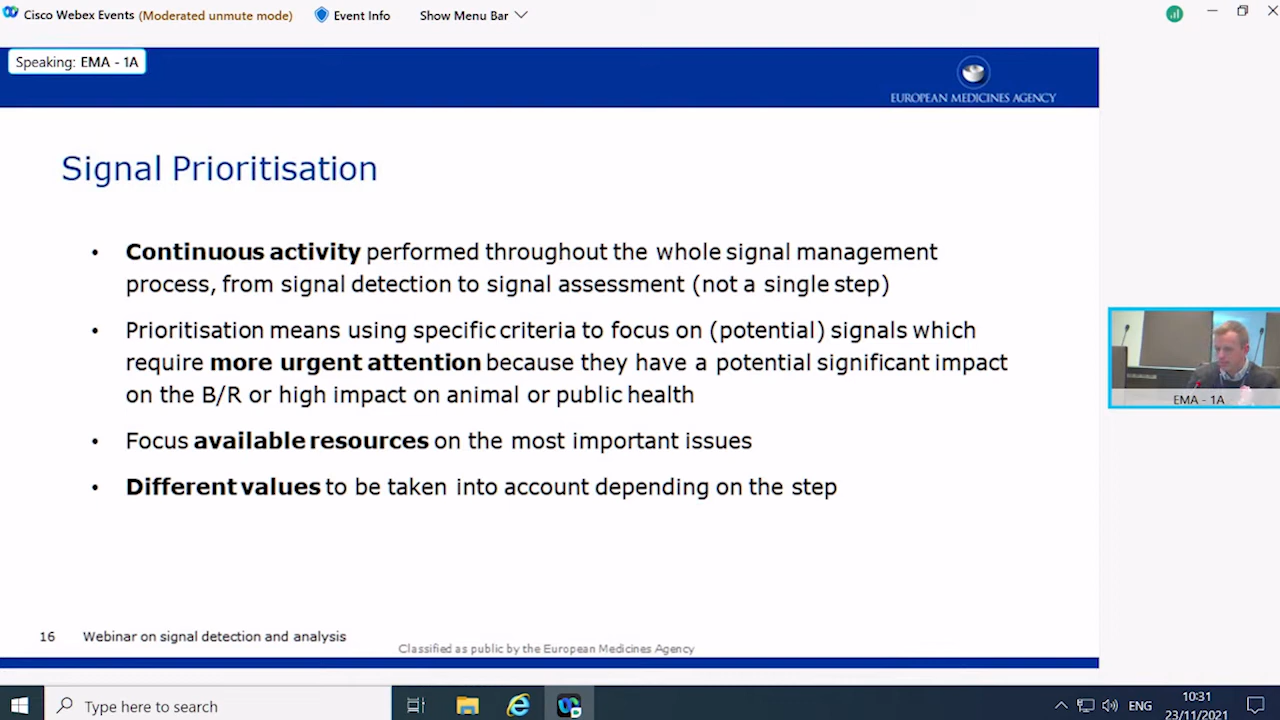 Cisco Webex Events (Moderated unmute mode) Event Info Show Menu Bar
Speaking: EMA - 1A
EUROPEAN MEDICINES AGENCY
Signal Prioritisation
• Continuous activity performed throughout the whole signal management
process, from signal detection to signal assessment (not a single step)
• Prioritisation means using specific criteria to focus on (potential) signals which
require more urgent attention because they have a potential significant impact
on the B/R or high impact on animal or public health
• Focus available resources on the most important issues
• Different values to be taken into account depending on the step
EMA - 1A
16 Webinar on signal detection and analysis
Classified as public by the European Medicines Agency
Type here to search
ENG
10:31
23/11/2021